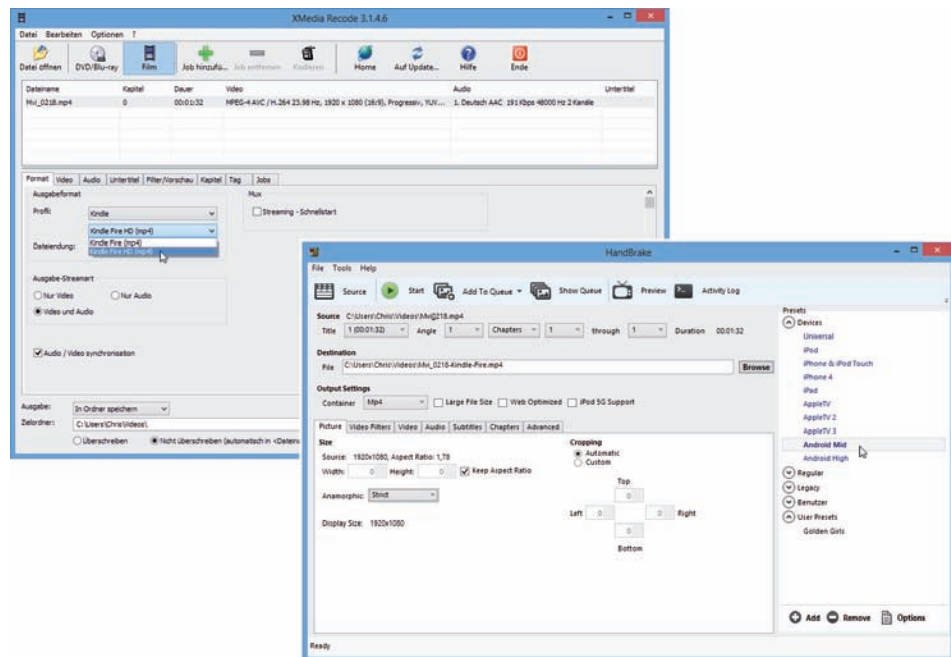 XMedia Recode 3.1.4.6
Datei Bearbeiten Optionen ?
Datei öffnen DVD/Blu-ray Film Job hinzufü... Job entfernen Kodieren Home Auf Update... Hilfe Ende
Dateiname Kapitel Dauer Video Audio Untertitel
Mvi_0218.mp4 0 00:01:32 MPEG-4 AVC / H.264 23.98 Hz, 1920 x 1080 (16:9), Progressiv, YUV... 1. Deutsch AAC 191 Kbps 48000 Hz 2 Kanäle
Format Video Audio Untertitel Filter/Vorschau Kapitel Tag Jobs
Ausgabeformat Mux
Profil: Kindle Streaming - Schnellstart
Kindle Fire HD (mp4)
Dateiendung: Kindle Fire (mp4)
Kindle Fire HD (mp4)
Ausgabe-Streamart
Nur Video Nur Audio
Video und Audio
Audio / Video synchronisation
Ausgabe: In Ordner speichern
Zielordner: C:\Users\Chris\Videos\
Überschreiben Nicht überschreiben (automatisch in <Datein
HandBrake
File Tools Help
Source Start Add To Queue Show Queue Preview Activity Log
Source C:\Users\Chris\Videos\Mvi_0218.mp4
Title 1 (00:01:32) Angle 1 Chapters 1 through 1 Duration 00:01:32
Destination
File C:\Users\Chris\Videos\Mvi_0218-Kindle-Fire.mp4 Browse
Output Settings
Container Mp4 Large File Size Web Optimized iPod 5G Support
Picture Video Filters Video Audio Subtitles Chapters Advanced
Size Cropping
Source: 1920x1080, Aspect Ratio: 1,78 Automatic
Custom
Width: 0 Height: 0 Keep Aspect Ratio
Top
0
Anamorphic: Strict
Left 0 0 Right
Display Size: 1920x1080
0
Bottom
Presets
Devices
Universal
iPod
iPhone & iPod Touch
iPhone 4
iPad
AppleTV
AppleTV 2
AppleTV 3
Android Mid
Android High
Regular
Legacy
Benutzer
User Presets
Golden Girls
Add Remove Options
Ready